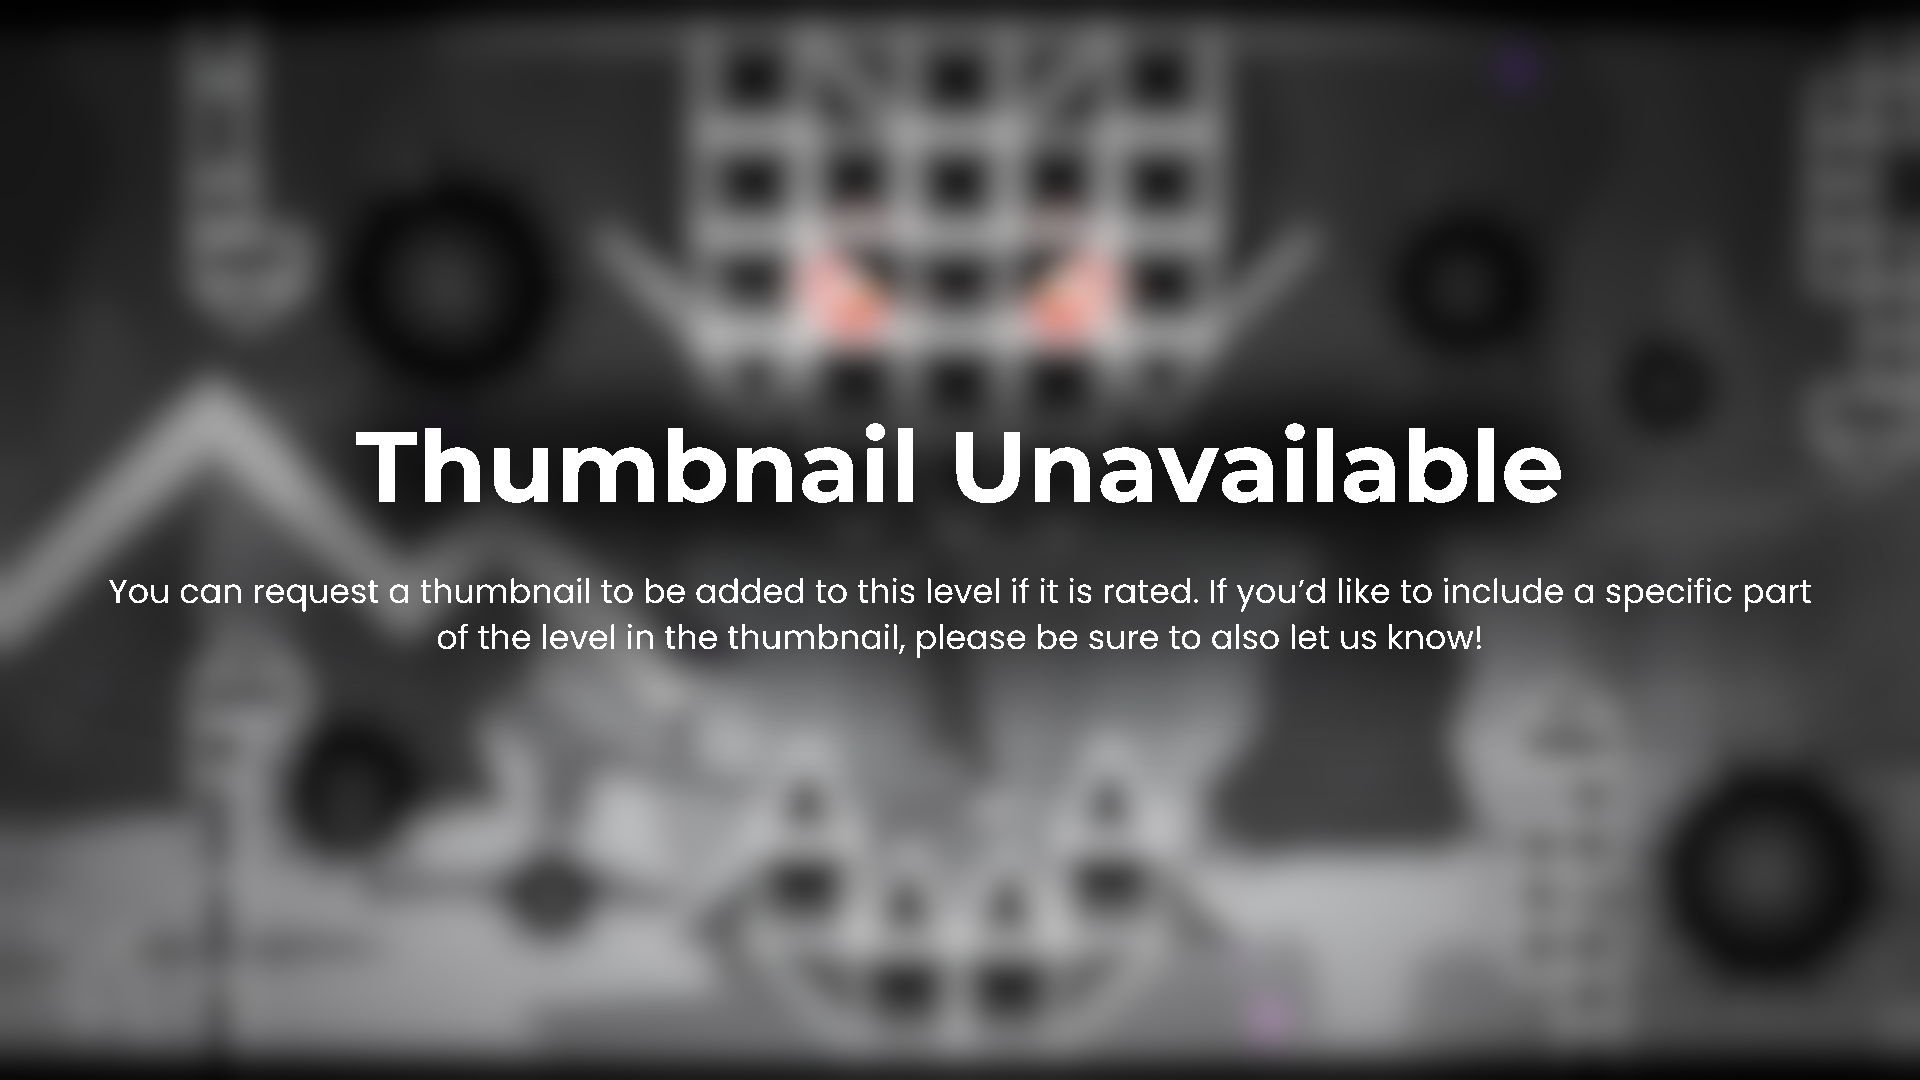 Thumbnail Unavailable
You can request a thumbnail to be added to this level if it is rated. If you’d like to include a specific part
of the level in the thumbnail, please be sure to also let us know!